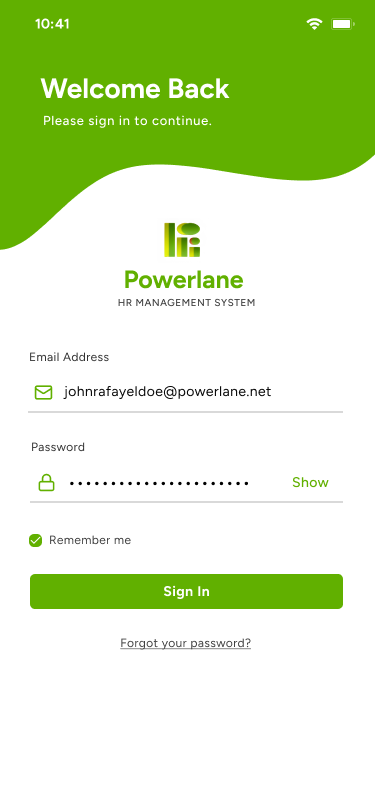 10:41
Welcome Back
Please sign in to continue.
Powerlane
HR MANAGEMENT SYSTEM
Email Address
johnrafayeldoe@powerlane.net
Password
•••••••••••••••••••••• Show
Remember me
Sign In
Forgot your password?